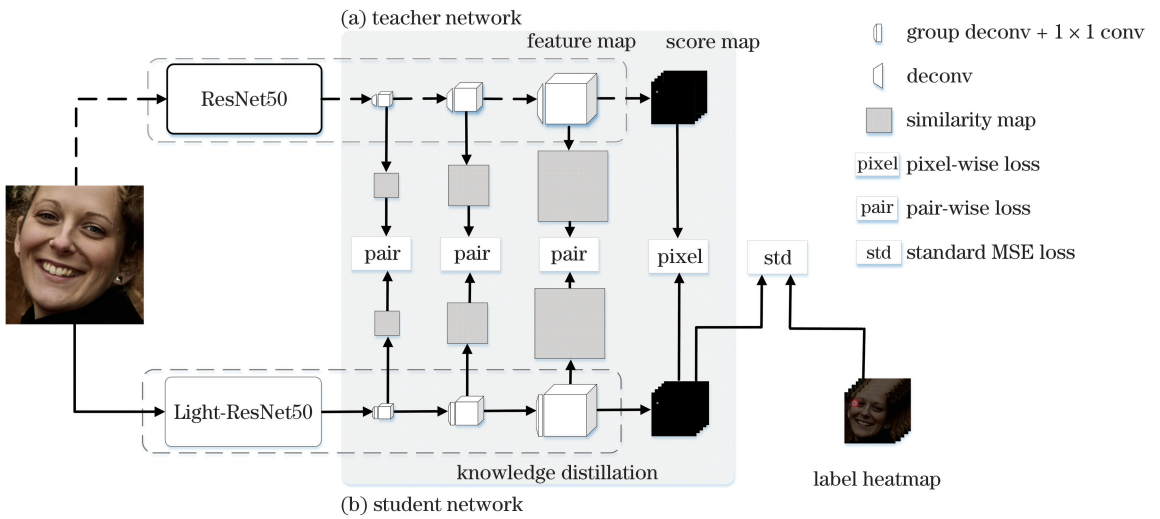 (a) teacher network
feature map
score map
ResNet50
pair
pair
pair
pixel
std
Light-ResNet50
knowledge distillation
(b) student network
label heatmap
group deconv + 1 × 1 conv
deconv
similarity map
pixel pixel-wise loss
pair pair-wise loss
std standard MSE loss